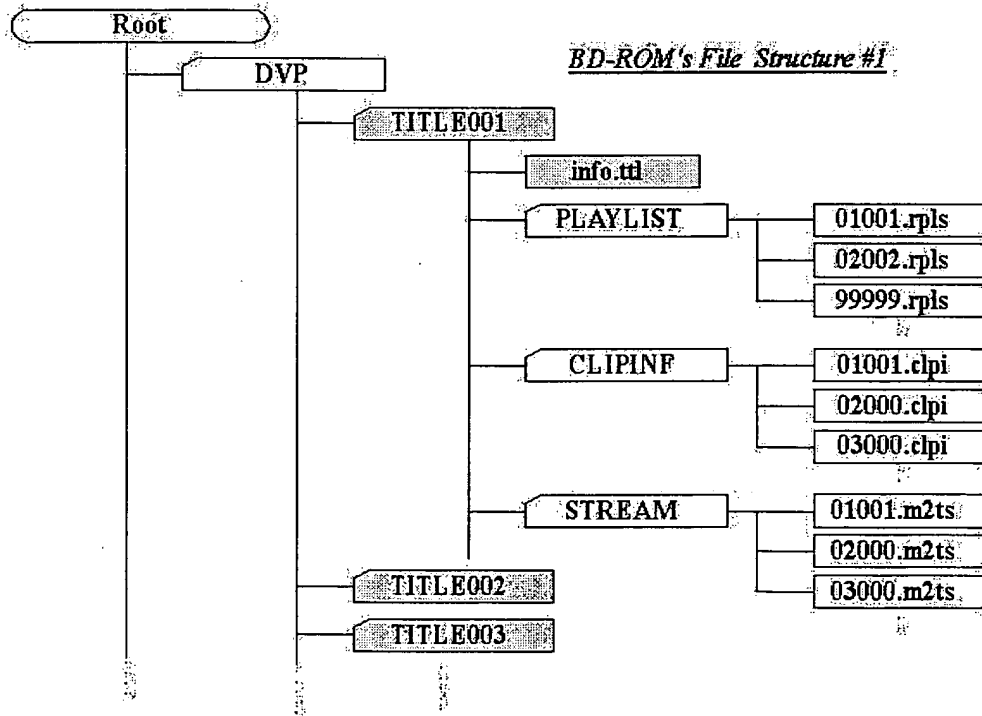 Root
BD-ROM's File Structure #1
DVP
TITLE001
info.ttl
PLAYLIST
01001.rpls
02002.rpls
99999.rpls
CLIPINF
01001.clpi
02000.clpi
03000.clpi
STREAM
01001.m2ts
02000.m2ts
03000.m2ts
TITLE002
TITLE003